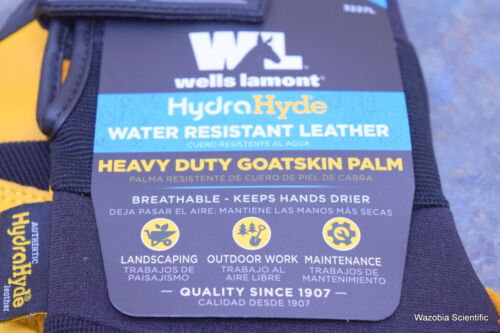 3227L
WL
wells lamont
HydraHyde
WATER RESISTANT LEATHER
CUERO RESISTENTE AL AGUA
HEAVY DUTY GOATSKIN PALM
PALMA RESISTENTE DE CUERO DE PIEL DE CABRA
BREATHABLE - KEEPS HANDS DRIER
DEJA PASAR EL AIRE: MANTIENE LAS MANOS MÁS SECAS
LANDSCAPING
TRABAJOS DE
PAISAJISMO
OUTDOOR WORK
TRABAJO AL
AIRE LIBRE
MAINTENANCE
TRABAJOS DE
MANTENIMIENTO
QUALITY SINCE 1907
CALIDAD DESDE 1907
AUTHENTIC
HydraHyde
leather
Wazobia Scientific